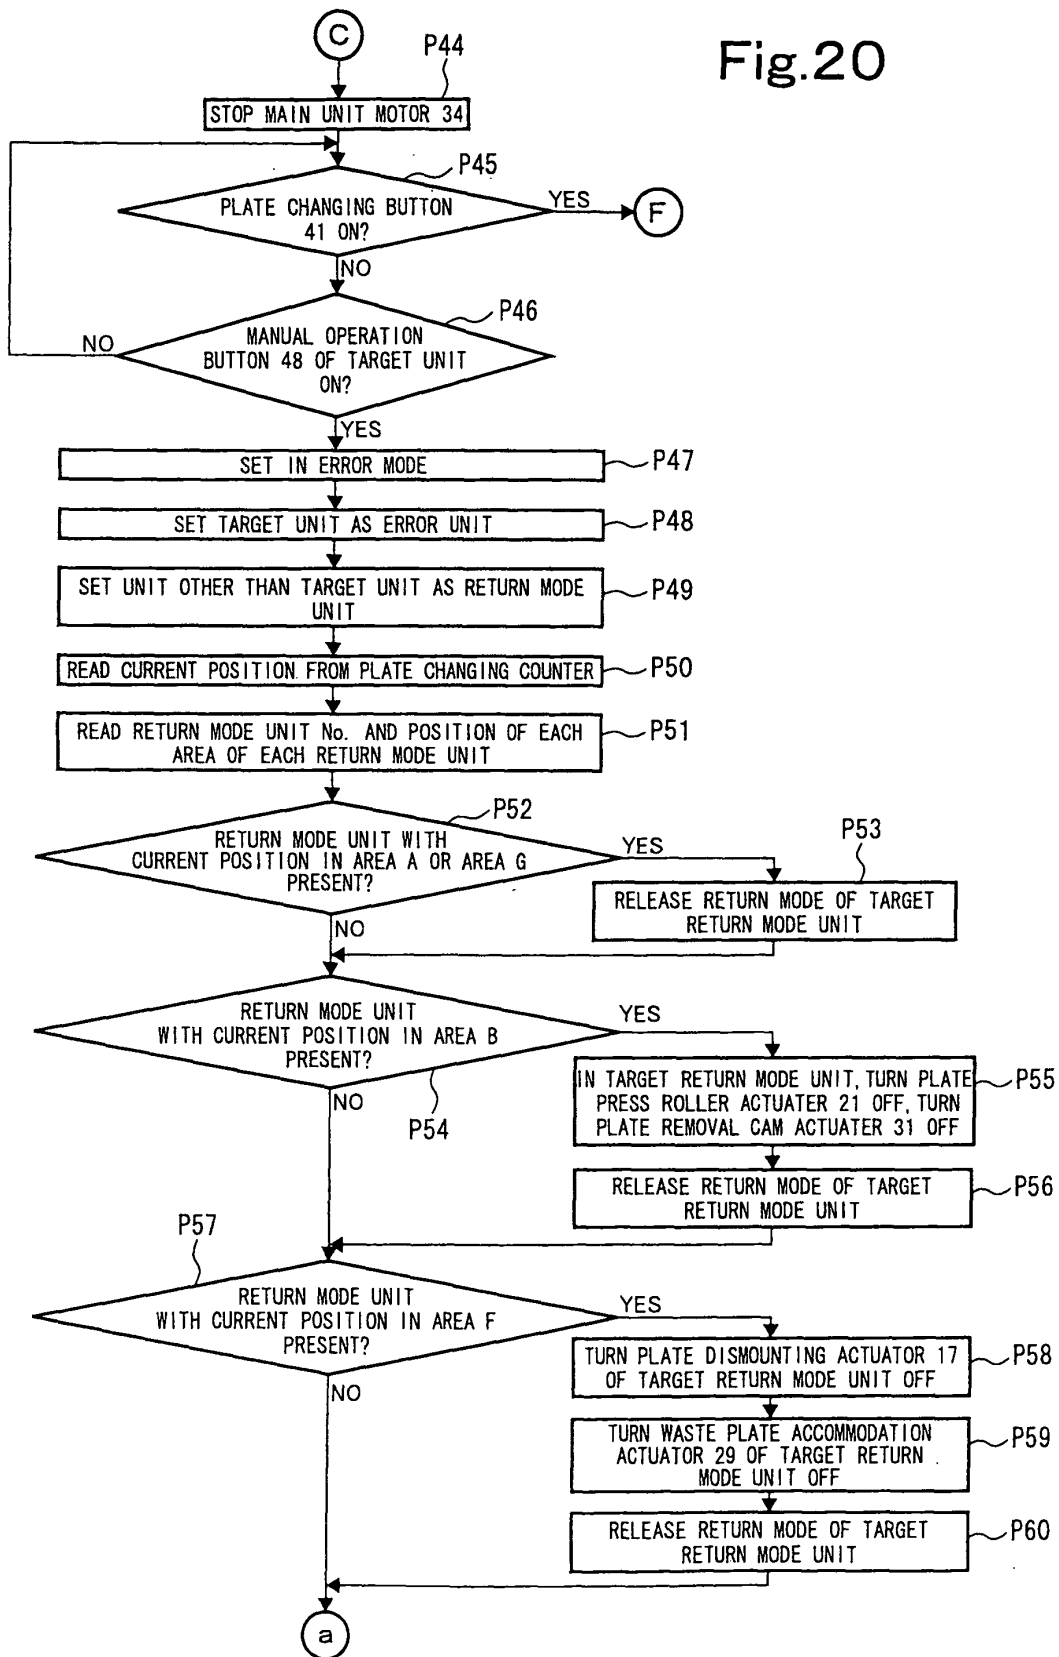 Fig.20
C
P44
STOP MAIN UNIT MOTOR 34
P45
PLATE CHANGING BUTTON
41 ON?
YES
F
NO
P46
MANUAL OPERATION
BUTTON 48 OF TARGET UNIT
ON?
NO
YES
SET IN ERROR MODE
P47
SET TARGET UNIT AS ERROR UNIT
P48
SET UNIT OTHER THAN TARGET UNIT AS RETURN MODE
UNIT
P49
READ CURRENT POSITION FROM PLATE CHANGING COUNTER
P50
READ RETURN MODE UNIT No. AND POSITION OF EACH
AREA OF EACH RETURN MODE UNIT
P51
P52
RETURN MODE UNIT WITH
CURRENT POSITION IN AREA A OR AREA G
PRESENT?
YES
P53
RELEASE RETURN MODE OF TARGET
RETURN MODE UNIT
NO
RETURN MODE UNIT
WITH CURRENT POSITION IN AREA B
PRESENT?
YES
P54
NO
IN TARGET RETURN MODE UNIT, TURN PLATE
PRESS ROLLER ACTUATER 21 OFF, TURN
PLATE REMOVAL CAM ACTUATER 31 OFF
P55
RELEASE RETURN MODE OF TARGET
RETURN MODE UNIT
P56
P57
RETURN MODE UNIT
WITH CURRENT POSITION IN AREA F
PRESENT?
YES
NO
TURN PLATE DISMOUNTING ACTUATOR 17
OF TARGET RETURN MODE UNIT OFF
P58
TURN WASTE PLATE ACCOMMODATION
ACTUATOR 29 OF TARGET RETURN
MODE UNIT OFF
P59
RELEASE RETURN MODE OF TARGET
RETURN MODE UNIT
P60
a